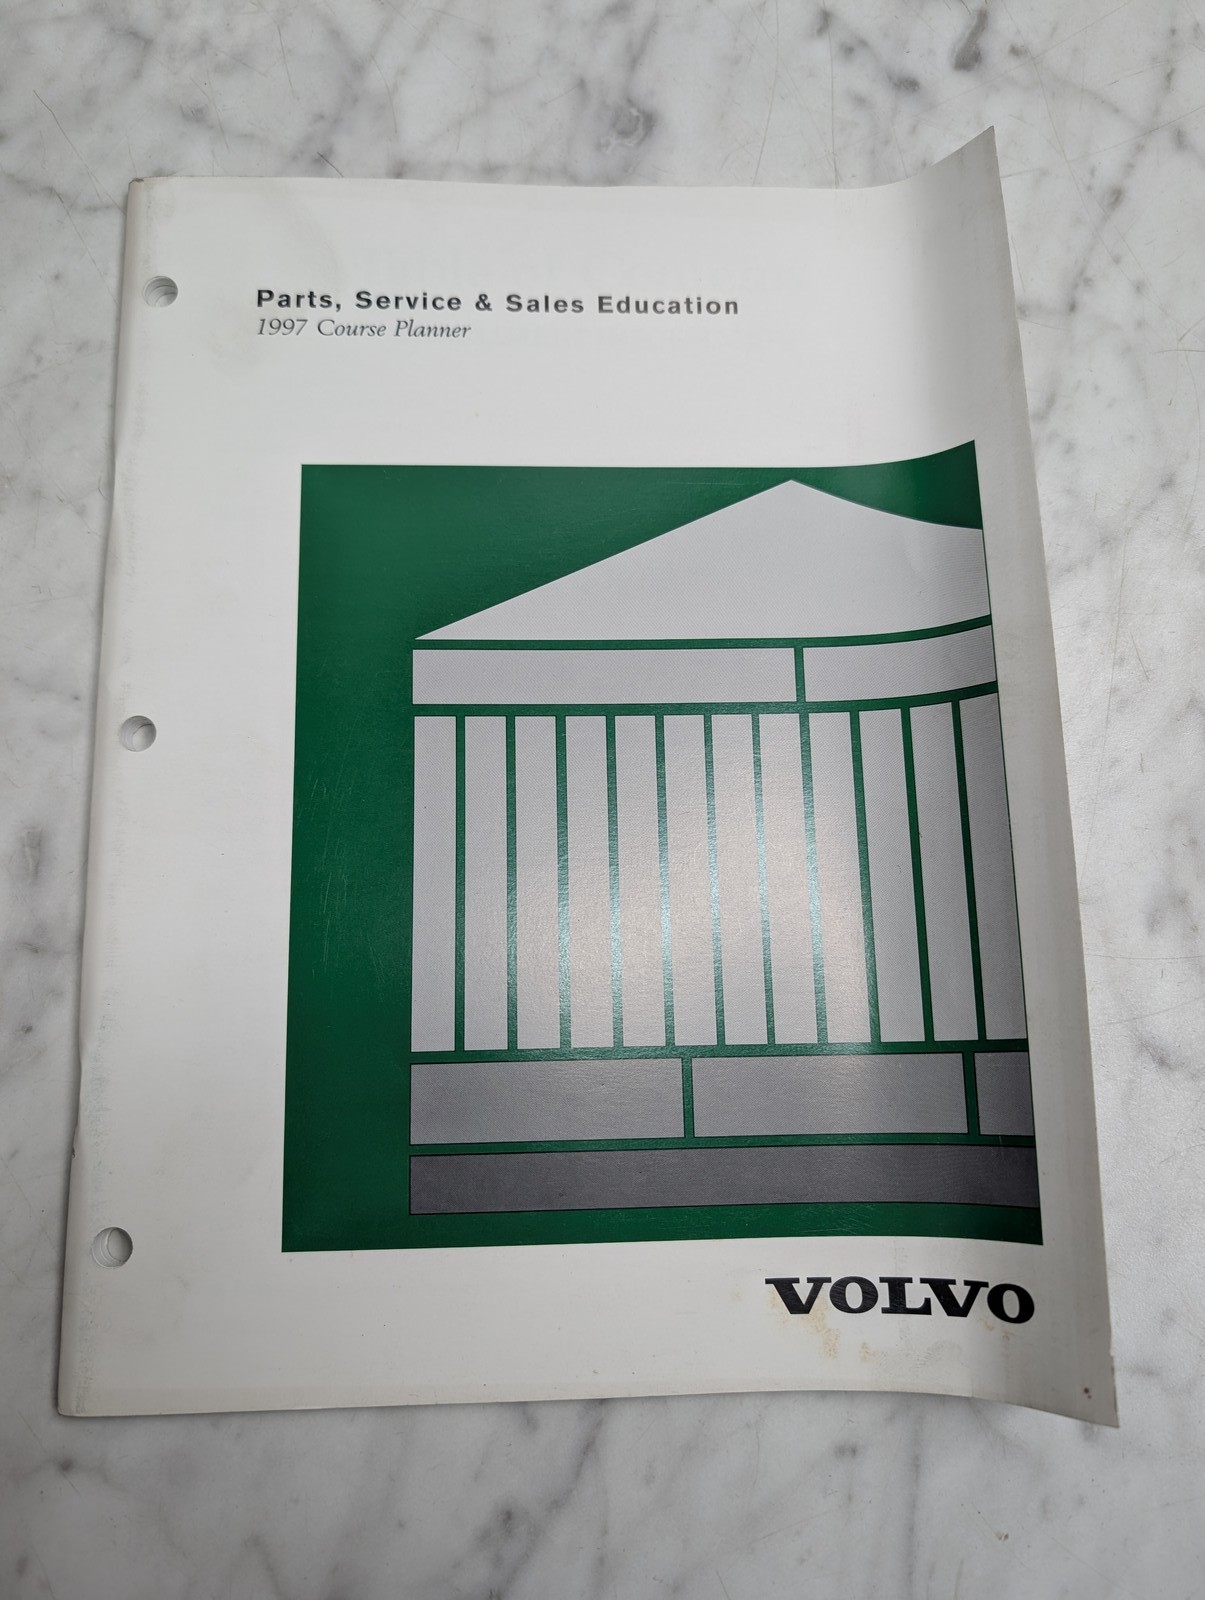 Parts, Service & Sales Education
1997 Course Planner
VOLVO